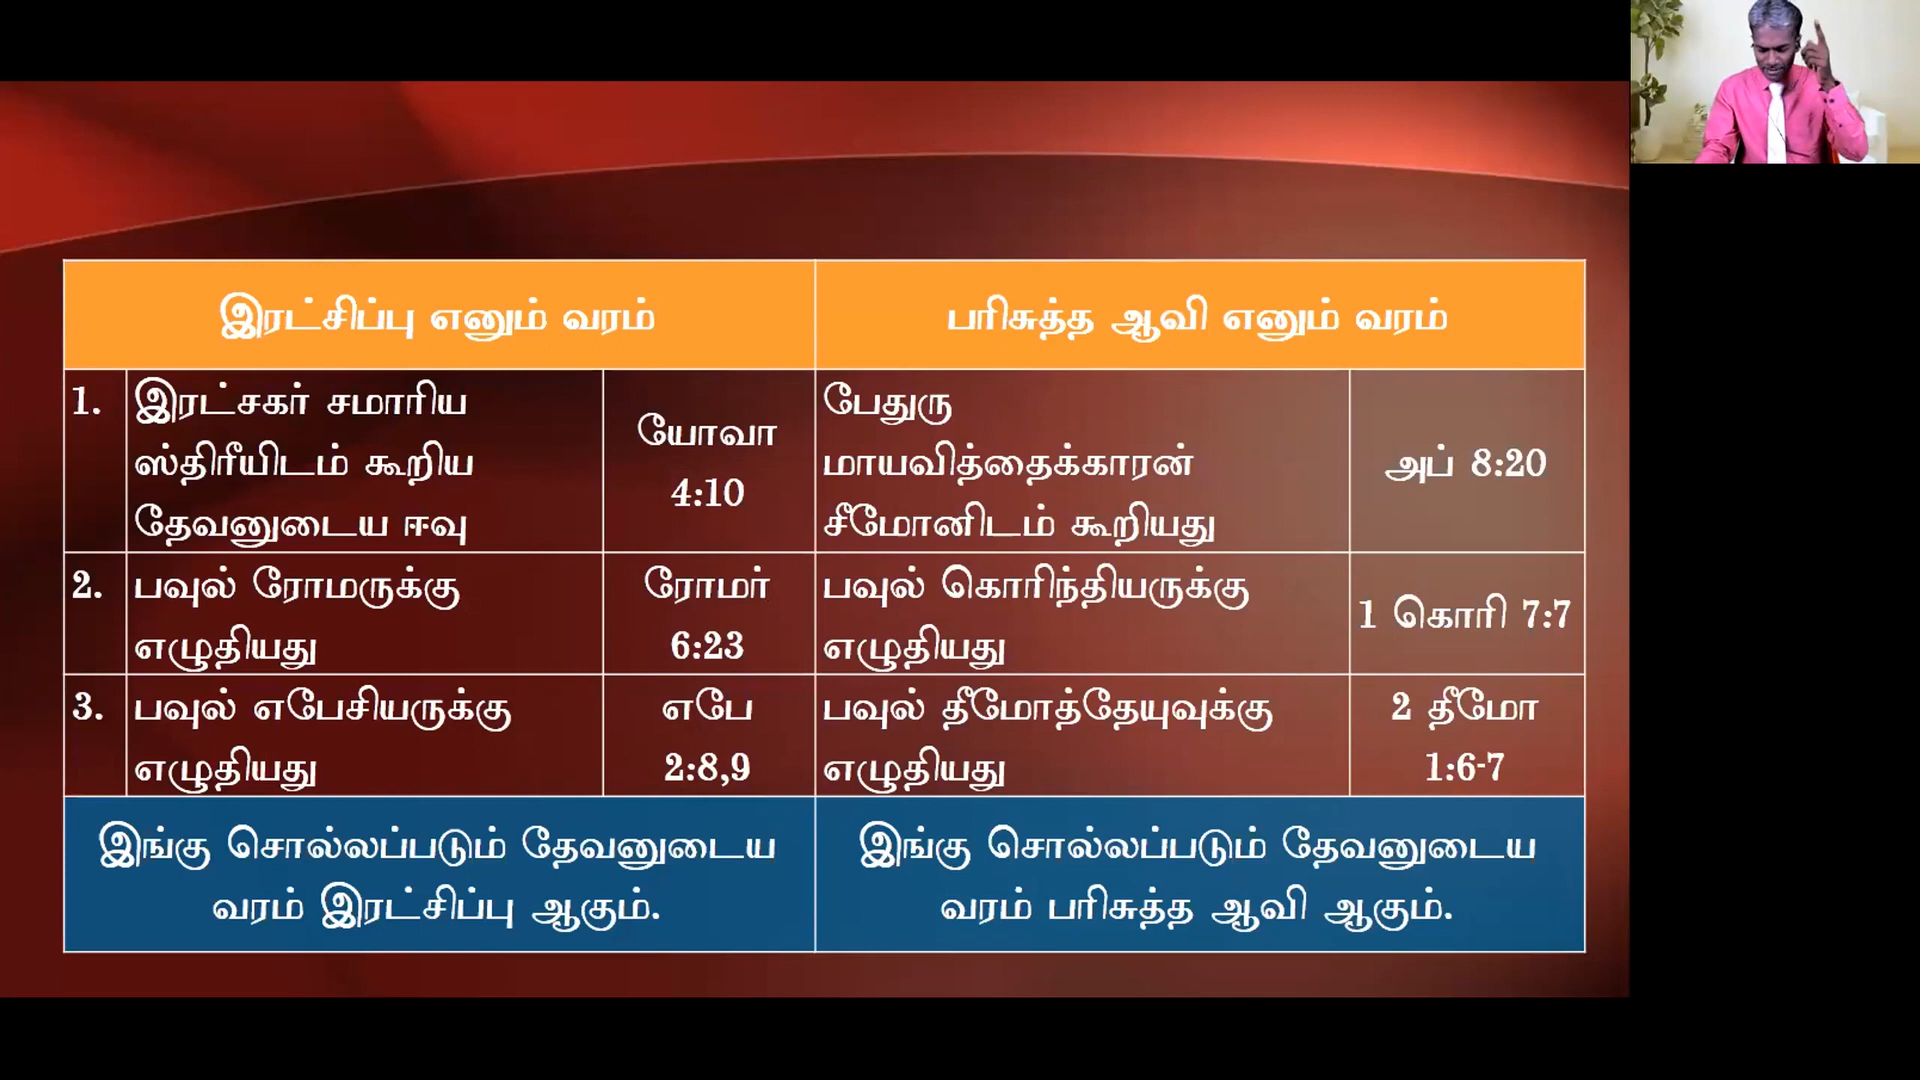 இரட்சிப்பு எனும் வரம்
பரிசுத்த ஆவி எனும் வரம்
1.
இரட்சகர் சமாரிய
ஸ்திரீயிடம் கூறிய
தேவனுடைய ஈவு
யோவா
4:10
பேதுரு
மாயவித்தைக்காரன்
சீமோனிடம் கூறியது
அப் 8:20
2.
பவுல் ரோமருக்கு
எழுதியது
ரோமர்
6:23
பவுல் கொரிந்தியருக்கு
எழுதியது
1 கொரி 7:7
3.
பவுல் எபேசியருக்கு
எழுதியது
எபே
2:8,9
பவுல் தீமோத்தேயுவுக்கு
எழுதியது
2 தீமோ
1:6-7
இங்கு சொல்லப்படும் தேவனுடைய
வரம் இரட்சிப்பு ஆகும்.
இங்கு சொல்லப்படும் தேவனுடைய
வரம் பரிசுத்த ஆவி ஆகும்.